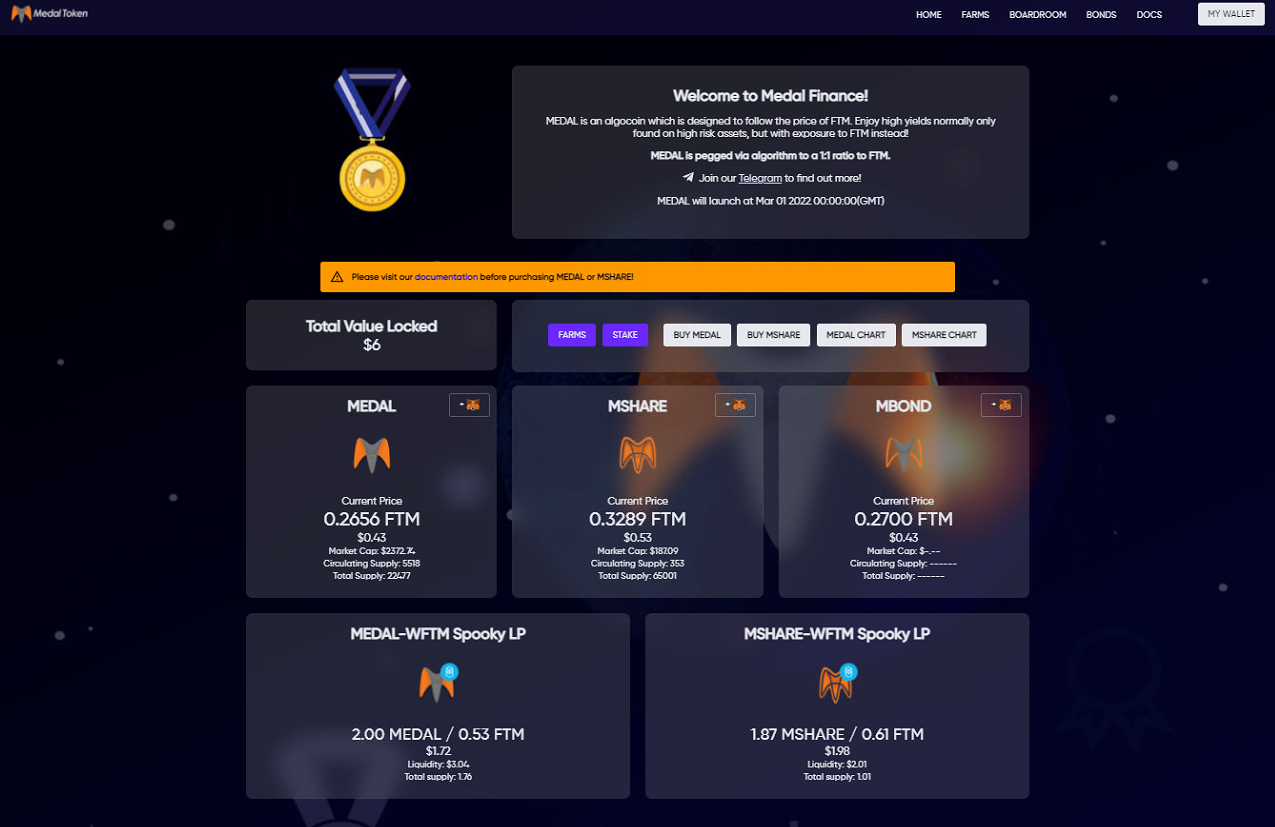 Medal Token
HOME FARMS BOARDROOM BONDS DOCS MY WALLET
Welcome to Medal Finance!
MEDAL is an algocoin which is designed to follow the price of FTM. Enjoy high yields normally only
found on high risk assets, but with exposure to FTM instead!
MEDAL is pegged via algorithm to a 1:1 ratio to FTM.
Join our Telegram to find out more!
MEDAL will launch at Mar 01 2022 00:00:00(GMT)
Please visit our documentation before purchasing MEDAL or MSHARE!
Total Value Locked
$6
FARMS STAKE BUY MEDAL BUY MSHARE MEDAL CHART MSHARE CHART
MEDAL
+
Current Price
0.2656 FTM
$0.43
Market Cap: $2372.74
Circulating Supply: 5518
Total Supply: 22477
MSHARE
+
Current Price
0.3289 FTM
$0.53
Market Cap: $187.09
Circulating Supply: 353
Total Supply: 65001
MBOND
+
Current Price
0.2700 FTM
$0.43
Market Cap: $-.--
Circulating Supply: ------
Total Supply: ------
MEDAL-WFTM Spooky LP
2.00 MEDAL / 0.53 FTM
$1.72
Liquidity: $3.04
Total supply: 1.76
MSHARE-WFTM Spooky LP
1.87 MSHARE / 0.61 FTM
$1.98
Liquidity: $2.01
Total supply: 1.01